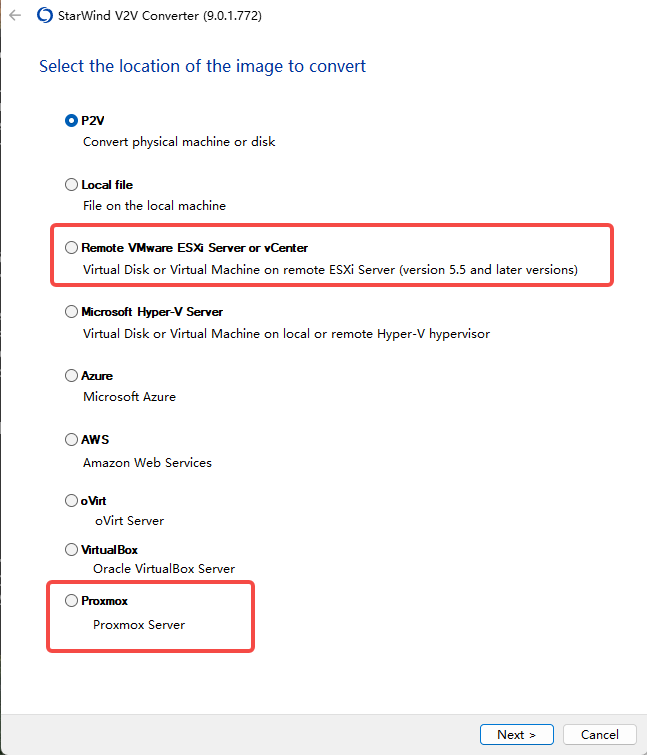 StarWind V2V Converter (9.0.1.772)
Select the location of the image to convert
P2V
Convert physical machine or disk
Local file
File on the local machine
Remote VMware ESXi Server or vCenter
Virtual Disk or Virtual Machine on remote ESXi Server (version 5.5 and later versions)
Microsoft Hyper-V Server
Virtual Disk or Virtual Machine on local or remote Hyper-V hypervisor
Azure
Microsoft Azure
AWS
Amazon Web Services
oVirt
oVirt Server
VirtualBox
Oracle VirtualBox Server
Proxmox
Proxmox Server
Next > Cancel